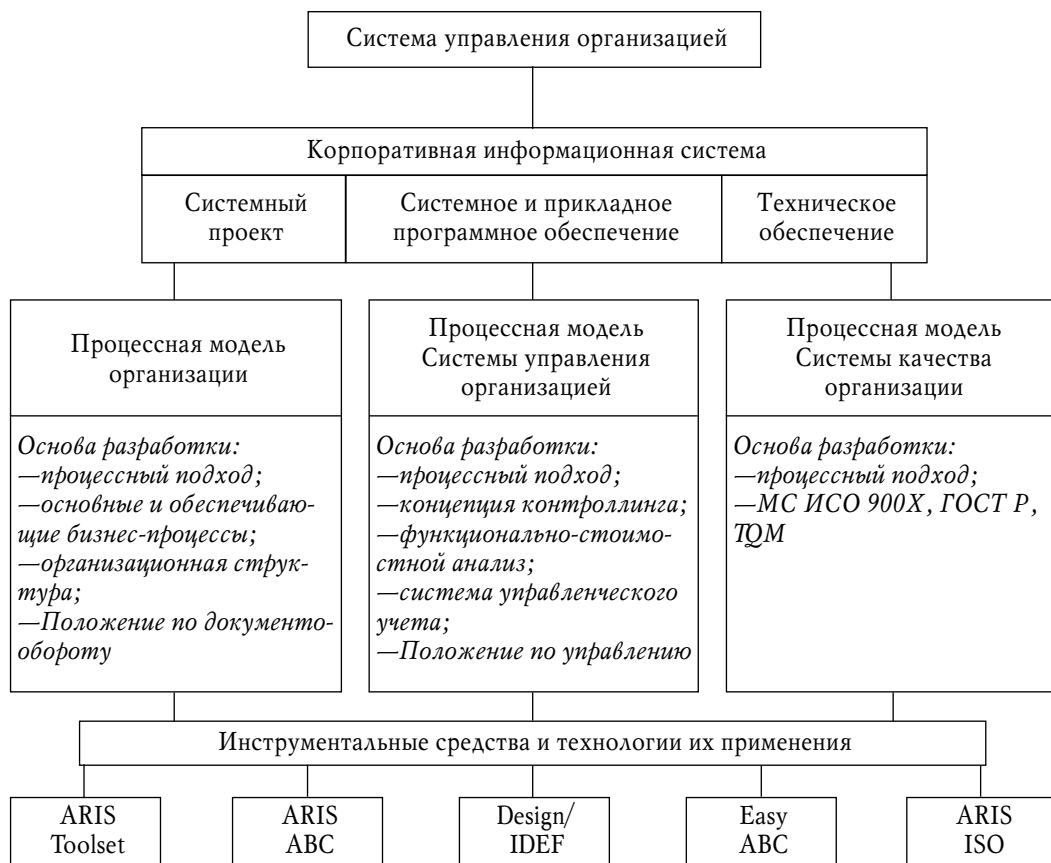 Система управления организацией
Корпоративная информационная система
Системный
проект
Системное и прикладное
программное обеспечение
Техническое
обеспечение
Процессная модель
организации
Процессная модель
Системы управления
организацией
Процессная модель
Системы качества
организации
Основа разработки:
—процессный подход;
—основные и обеспечиваю-
щие бизнес-процессы;
—организационная струк-
тура;
—Положение по документо-
обороту
Основа разработки:
—процессный подход;
—концепция контроллинга;
—функционально-стоимо-
стной анализ;
—система управленческого
учета;
—Положение по управлению
Основа разработки:
—процессный подход;
—МС ИСО 900X, ГОСТ Р,
TQM
Инструментальные средства и технологии их применения
ARIS
Toolset
ARIS
ABC
Design/
IDEF
Easy
ABC
ARIS
ISO